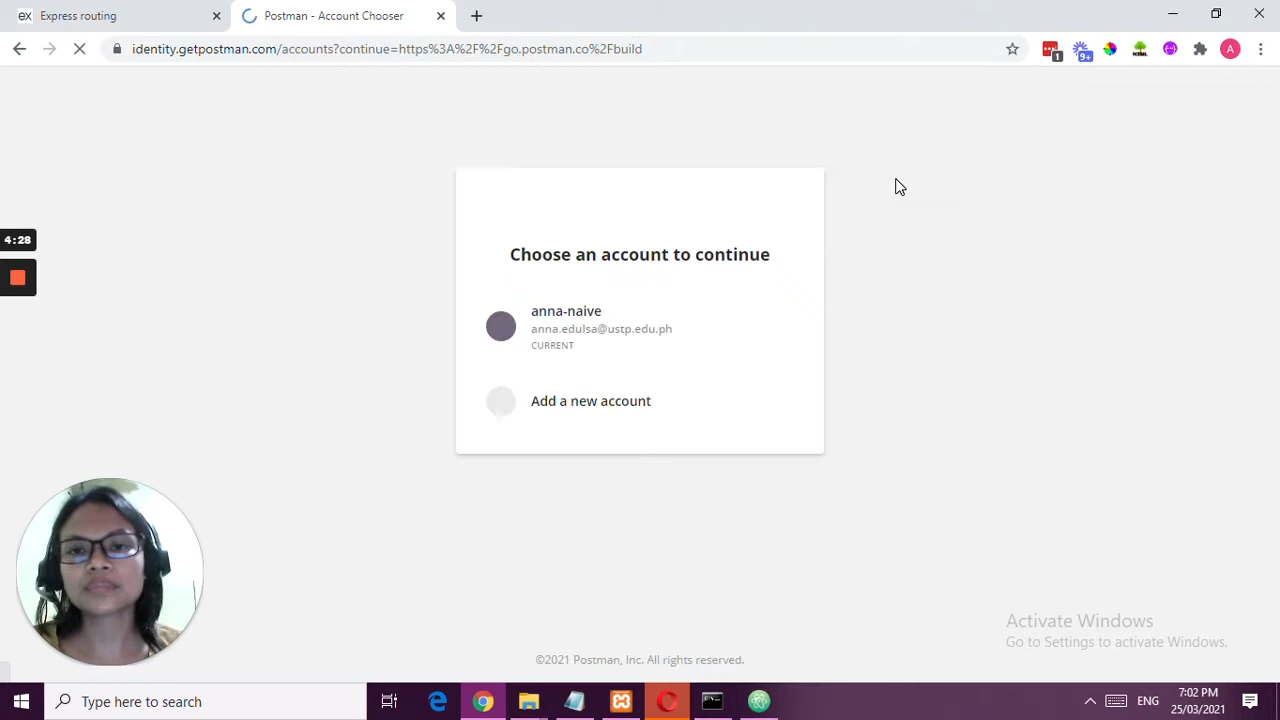 Express routing
Postman - Account Chooser
identity.getpostman.com/accounts?continue=https%3A%2F%2Fgo.postman.co%2Fbuild
1
9+
A
4:28
Choose an account to continue
anna-naive
anna.edulsa@ustp.edu.ph
CURRENT
Add a new account
Activate Windows
Go to Settings to activate Windows.
©2021 Postman, Inc. All rights reserved.
Type here to search
ENG
7:02 PM
25/03/2021